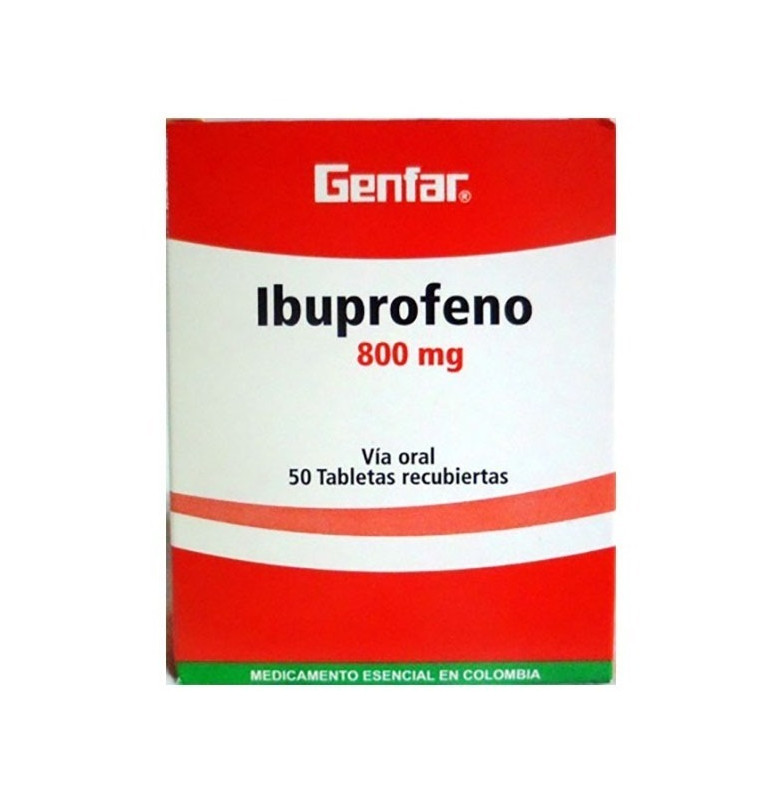 Genfar®
Ibuprofeno
800 mg
Vía oral
50 Tabletas recubiertas
MEDICAMENTO ESENCIAL EN COLOMBIA